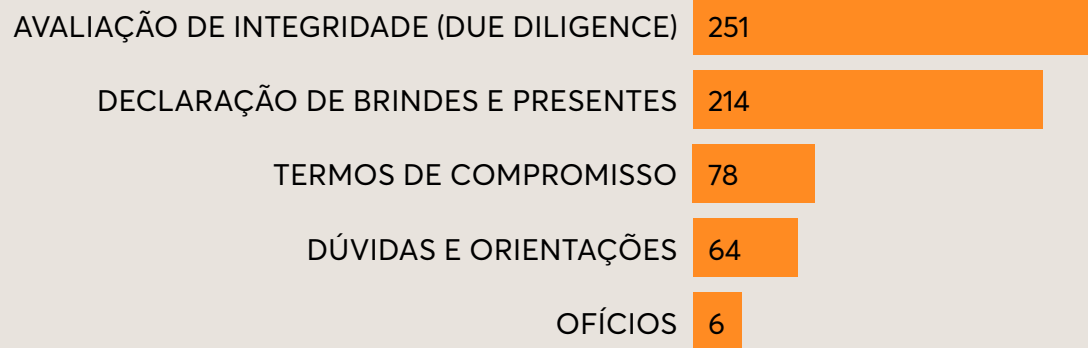 AVALIAÇÃO DE INTEGRIDADE (DUE DILIGENCE) 251
DECLARAÇÃO DE BRINDES E PRESENTES 214
TERMOS DE COMPROMISSO 78
DÚVIDAS E ORIENTAÇÕES 64
OFÍCIOS 6